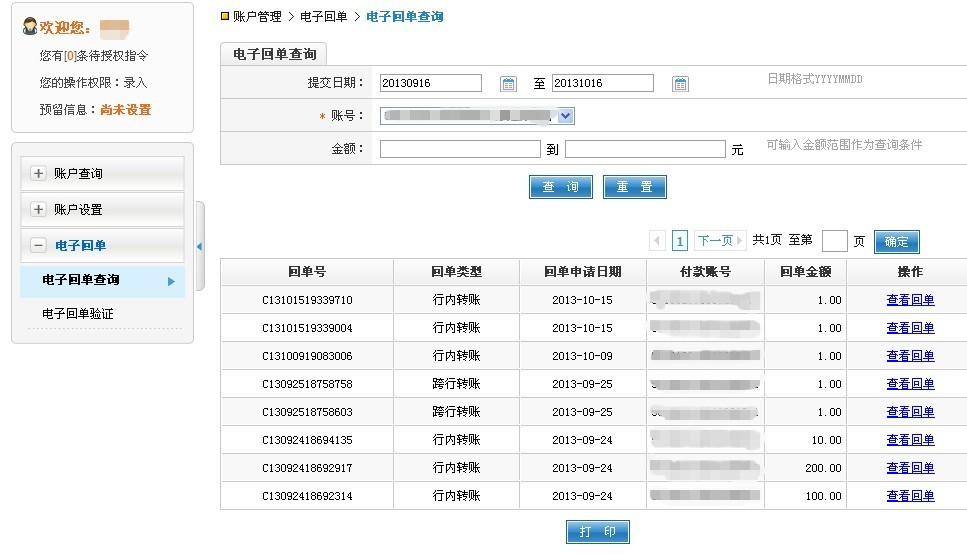 欢迎您：
您有[0]条待授权指令
您的操作权限：录入
预留信息：尚未设置
账户查询
账户设置
电子回单
电子回单查询
电子回单验证
账户管理 > 电子回单 > 电子回单查询
电子回单查询
提交日期： 20130916 至 20131016 日期格式YYYYMMDD
* 账号：
金额： 到 元 可输入金额范围作为查询条件
查 询 重 置
1 下一页 共1页 至第 页 确定
回单号 回单类型 回单申请日期 付款账号 回单金额 操作
C13101519339710 行内转账 2013-10-15 1.00 查看回单
C13101519339004 行内转账 2013-10-15 1.00 查看回单
C13100919083006 行内转账 2013-10-09 1.00 查看回单
C13092518758758 跨行转账 2013-09-25 1.00 查看回单
C13092518758603 跨行转账 2013-09-25 1.00 查看回单
C13092418694135 行内转账 2013-09-24 10.00 查看回单
C13092418692917 行内转账 2013-09-24 200.00 查看回单
C13092418692314 行内转账 2013-09-24 100.00 查看回单
打 印